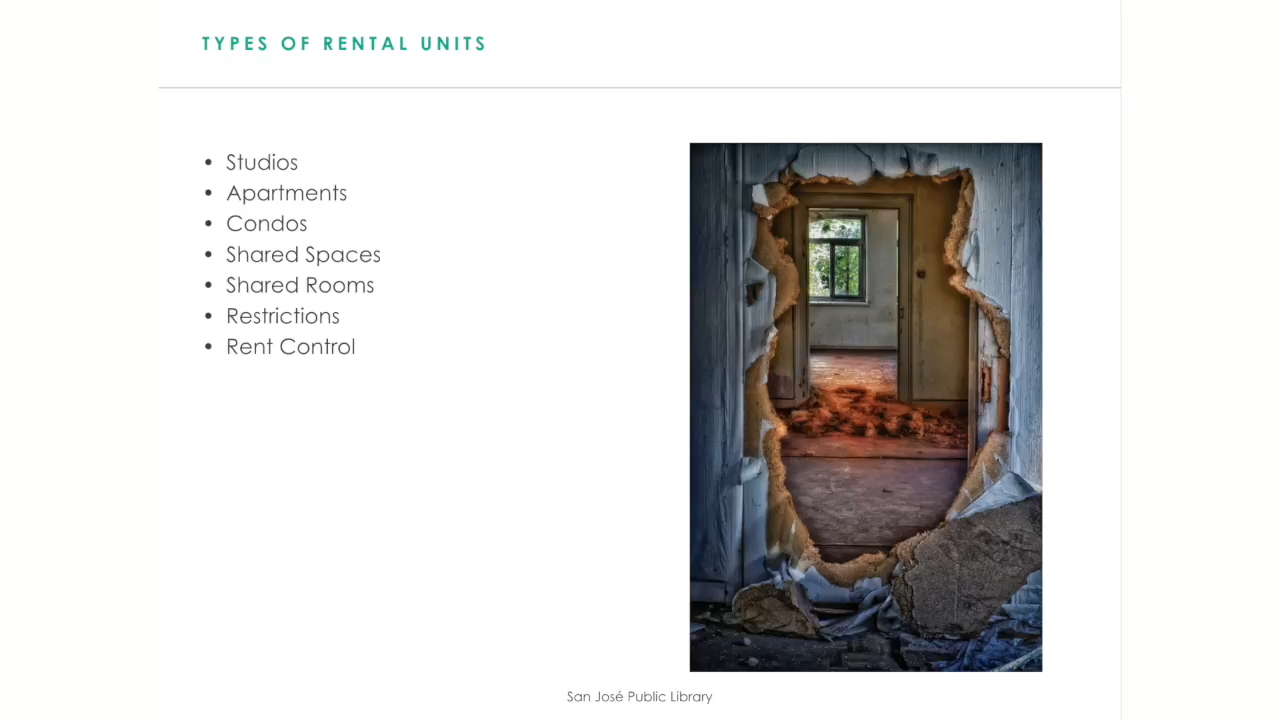 TYPES OF RENTAL UNITS
• Studios
• Apartments
• Condos
• Shared Spaces
• Shared Rooms
• Restrictions
• Rent Control
San José Public Library